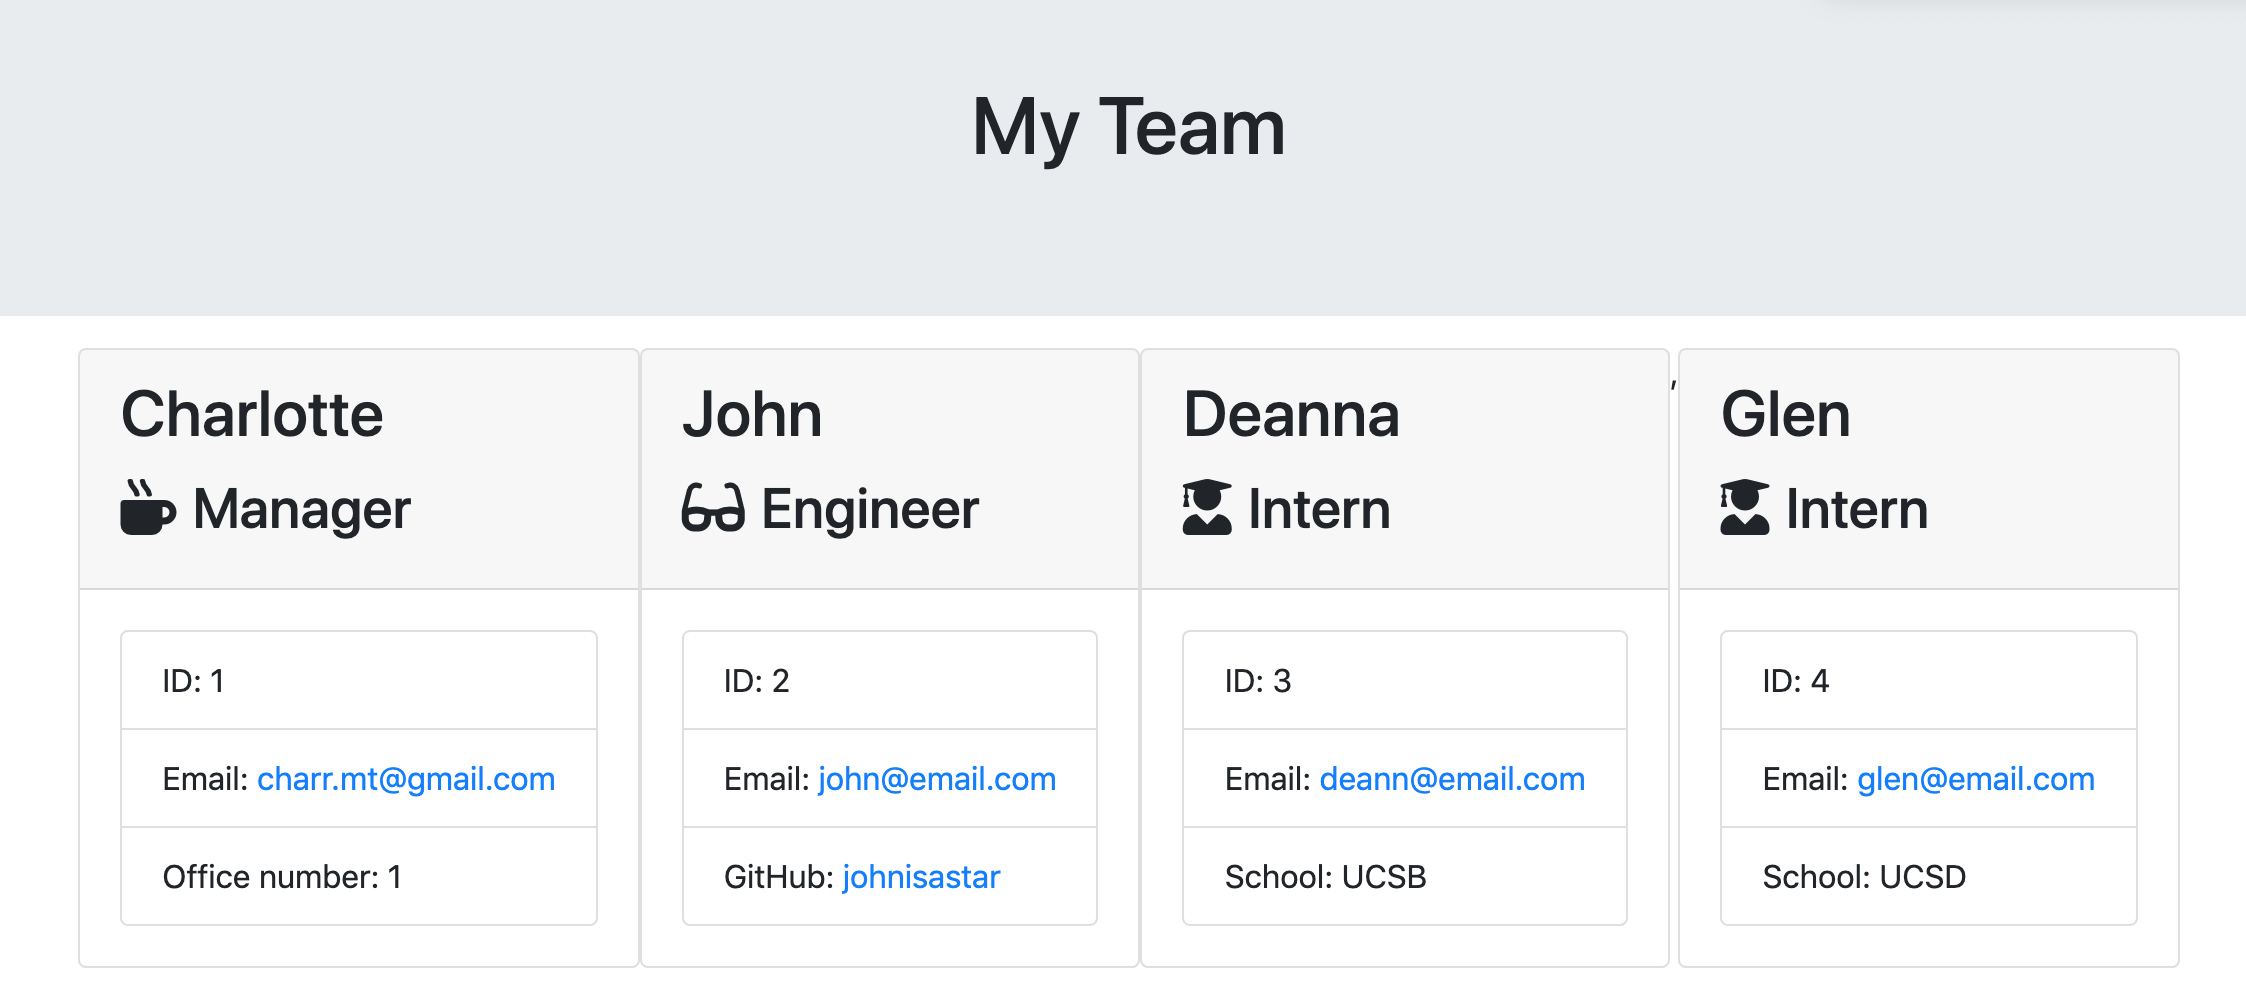 My Team
Charlotte
Manager
ID: 1
Email: charr.mt@gmail.com
Office number: 1
John
Engineer
ID: 2
Email: john@email.com
GitHub: johnisastar
Deanna
Intern
ID: 3
Email: deann@email.com
School: UCSB
,
Glen
Intern
ID: 4
Email: glen@email.com
School: UCSD